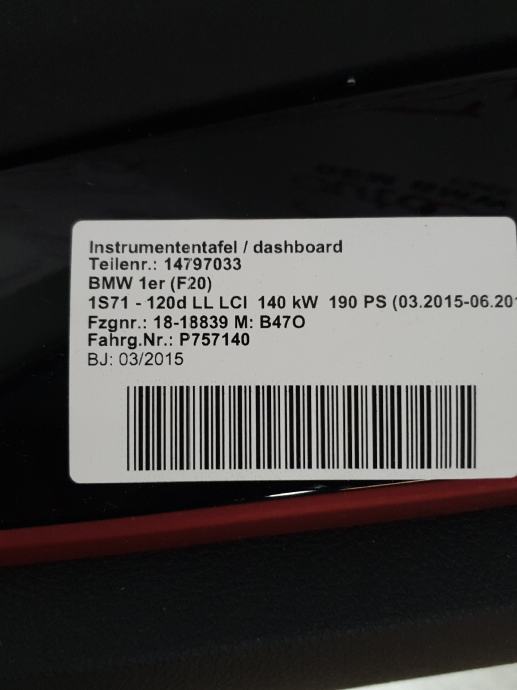 Instrumententafel / dashboard
Teilenr.: 14797033
BMW 1er (F20)
1S71 - 120d LL LCI 140 kW 190 PS (03.2015-06.201
Fzgnr.: 18-18839 M: B47O
Fahrg.Nr.: P757140
BJ: 03/2015